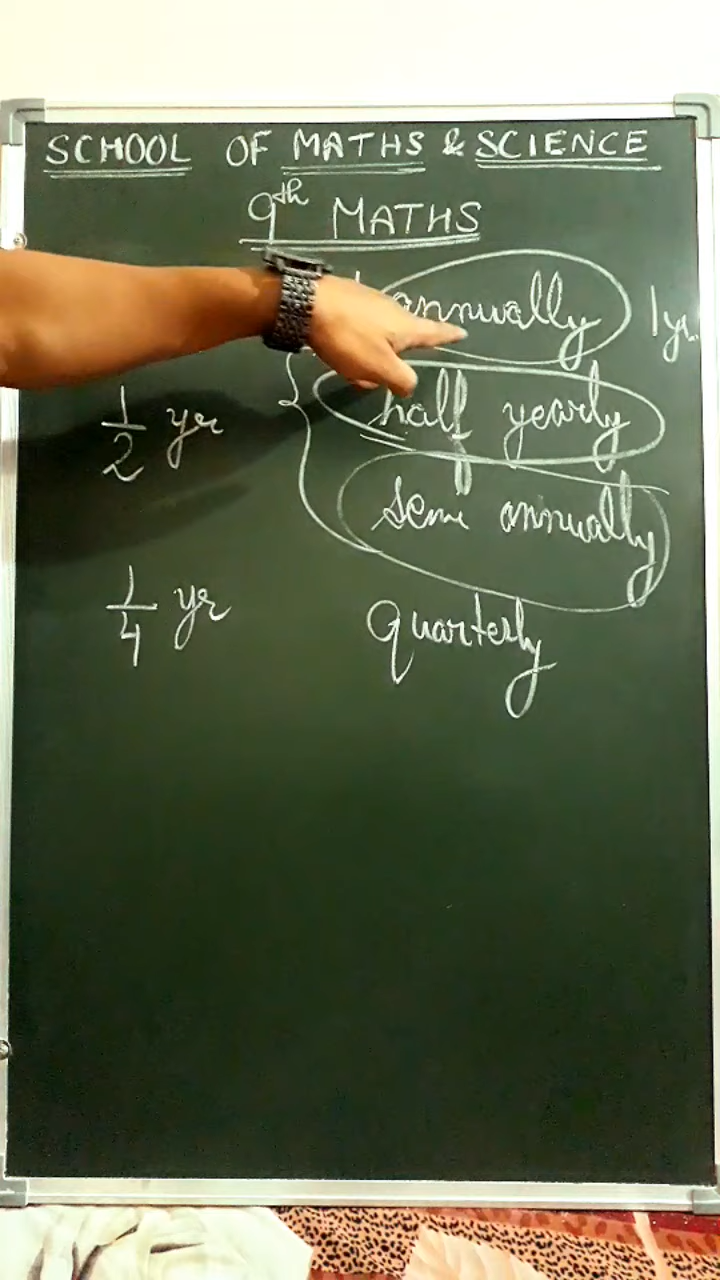 SCHOOL OF MATHS & SCIENCE
9th MATHS
annually 1yr
1/2 yr half yearly
semi annually
1/4 yr quarterly